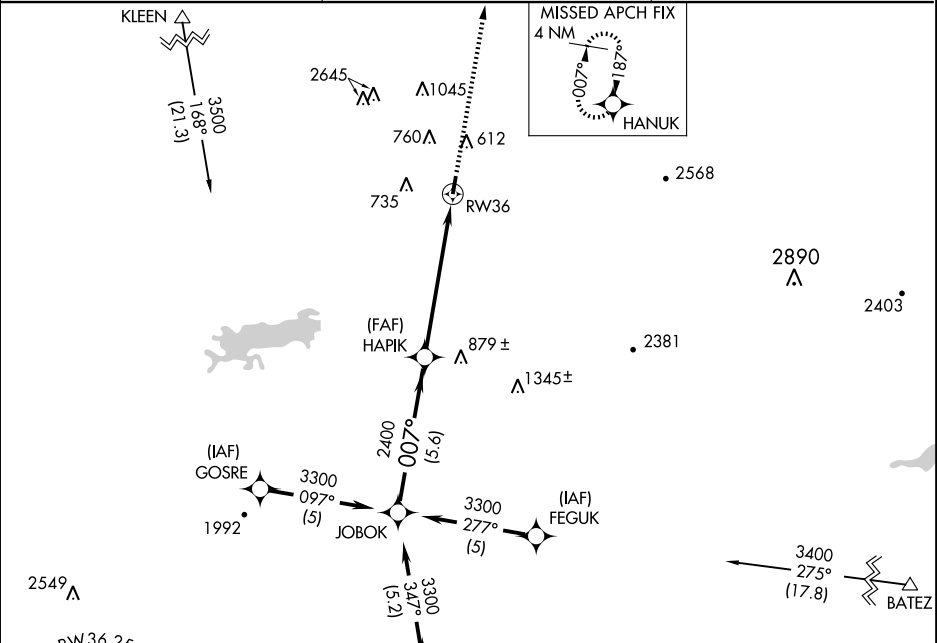 KLEEN
3500
168°
(21.3)
MISSED APCH FIX
4 NM
007°
187°
HANUK
2645
1045
760
612
735
RW36
2568
2890
2403
(FAF)
HAPIK
879 ±
2381
1345±
2400
007°
(5.6)
(IAF)
GOSRE
3300
097°
(5)
1992
JOBOK
3300
277°
(5)
(IAF)
FEGUK
3300
347°
(5.2)
3400
275°
(17.8)
BATEZ
2549